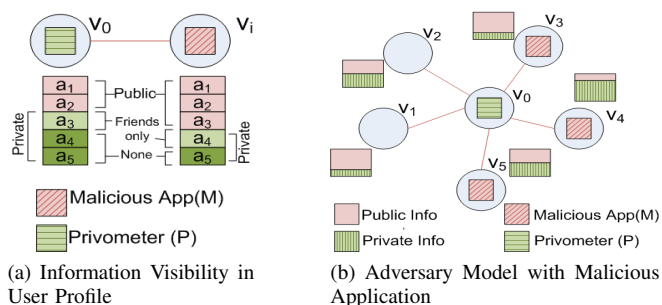 v0
vi
a1
a2
a3
a4
a5
Private
Public
Friends
only
None
a1
a2
a3
a4
a5
Private
Malicious App(M)
Privometer (P)
(a) Information Visibility in
User Profile
v2
v3
v0
v1
v4
v5
Public Info
Malicious App(M)
Private Info
Privometer (P)
(b) Adversary Model with Malicious
Application